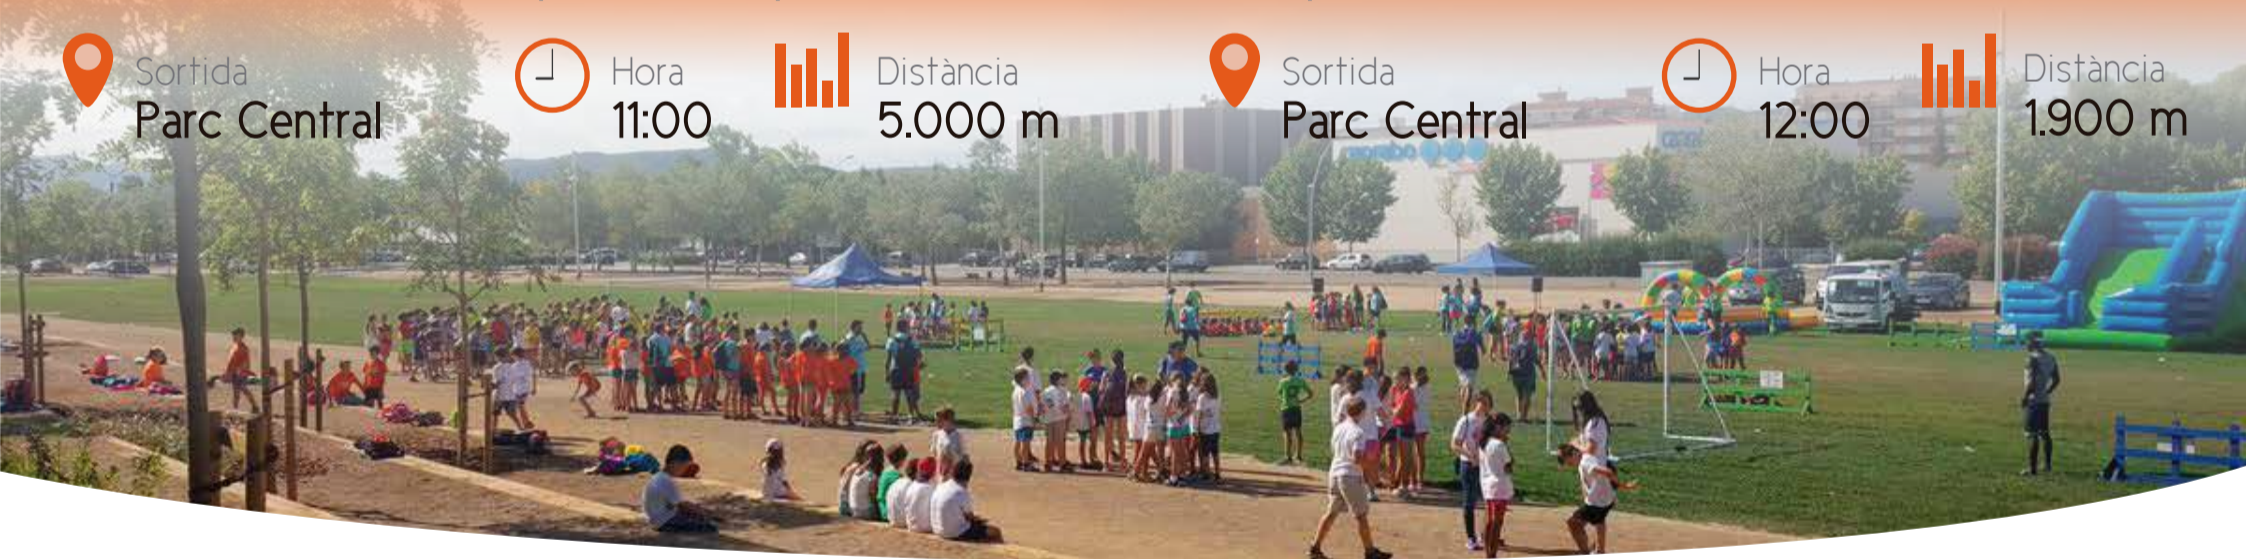 Sortida
Parc Central
Hora
11:00
Distància
5.000 m
Sortida
Parc Central
Hora
12:00
Distància
1.900 m